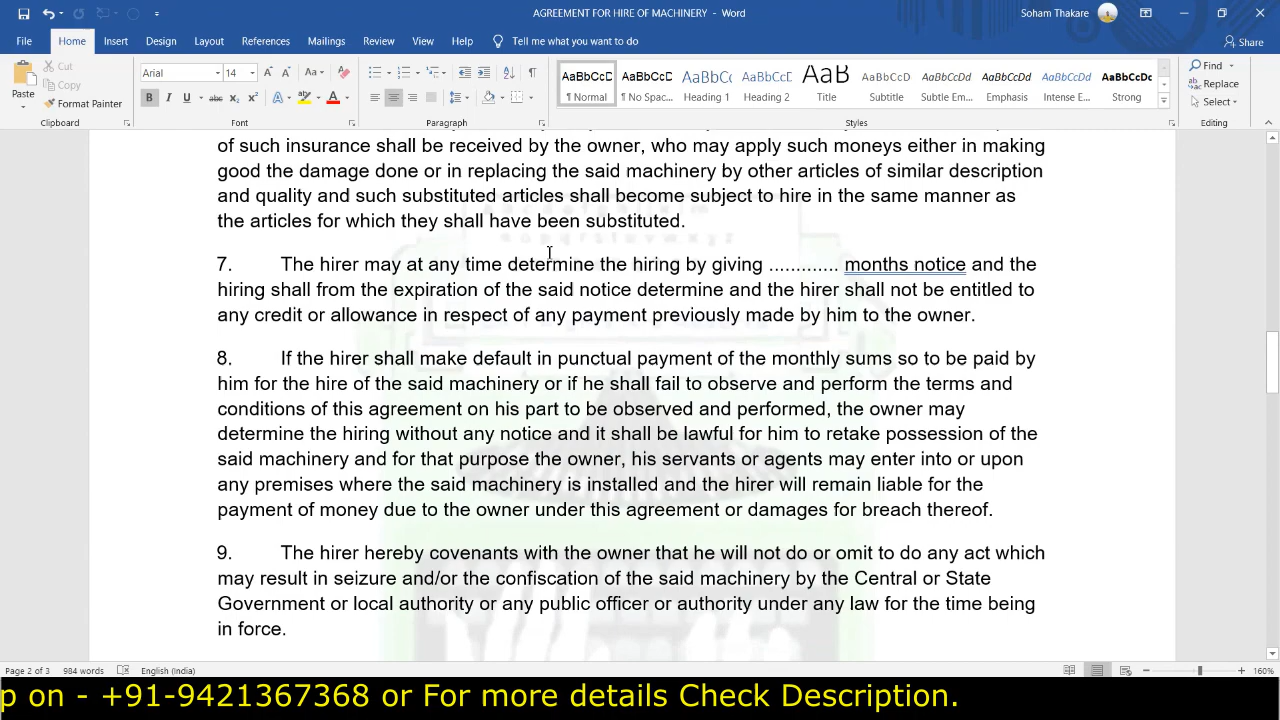 AGREEMENT FOR HIRE OF MACHINERY - Word
Soham Thakare
File Home Insert Design Layout References Mailings Review View Help Tell me what you want to do Share
Paste
Cut
Copy
Format Painter
Arial 14
Aa
B I U abc x₂ x² A A
AaBbCcD AaBbCcD AaBbC AaBbCcD AaB AaBbCcD AaBbCcD AaBbCcD AaBbCcD AaBbCcDc
¶ Normal ¶ No Spac... Heading 1 Heading 2 Title Subtitle Subtle Em... Emphasis Intense E... Strong
Find
Replace
Select
Clipboard Font Paragraph Styles Editing
of such insurance shall be received by the owner, who may apply such moneys either in making
good the damage done or in replacing the said machinery by other articles of similar description
and quality and such substituted articles shall become subject to hire in the same manner as
the articles for which they shall have been substituted.
7. The hirer may at any time determine the hiring by giving ............. months notice and the
hiring shall from the expiration of the said notice determine and the hirer shall not be entitled to
any credit or allowance in respect of any payment previously made by him to the owner.
8. If the hirer shall make default in punctual payment of the monthly sums so to be paid by
him for the hire of the said machinery or if he shall fail to observe and perform the terms and
conditions of this agreement on his part to be observed and performed, the owner may
determine the hiring without any notice and it shall be lawful for him to retake possession of the
said machinery and for that purpose the owner, his servants or agents may enter into or upon
any premises where the said machinery is installed and the hirer will remain liable for the
payment of money due to the owner under this agreement or damages for breach thereof.
9. The hirer hereby covenants with the owner that he will not do or omit to do any act which
may result in seizure and/or the confiscation of the said machinery by the Central or State
Government or local authority or any public officer or authority under any law for the time being
in force.
Page 2 of 3 984 words English (India) 160%
p on - +91-9421367368 or For more details Check Description.